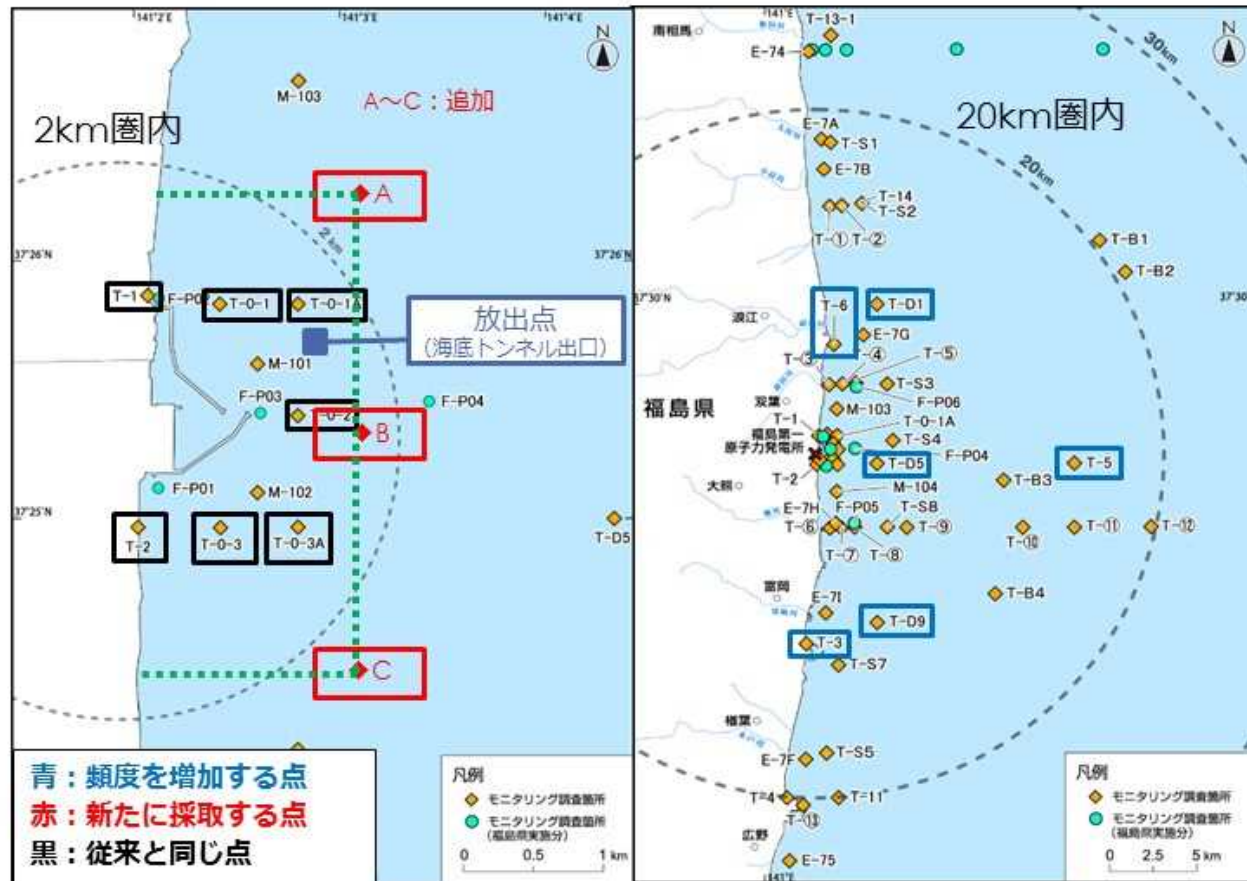 141°2'E
141°3'E
141°4'E
N
M-103
A~C：追加
2km圏内
A
2 km
37°26'N
37°26'N
T-1
F-P02
T-0-1
T-0-1A
放出点
（海底トンネル出口）
M-101
F-P03
T-0-2
F-P04
B
F-P01
M-102
37°25'N
T-2
T-0-3
T-0-3A
T-D5
C
青：頻度を増加する点
赤：新たに採取する点
黒：従来と同じ点
凡例
モニタリング調査箇所
モニタリング調査箇所
（福島県実施分）
0 0.5 1 km
141°E
南相馬
T-13-1
E-74
30km
N
20km圏内
20km
E-7A
T-S1
E-7B
T-14
T-S2
T-①
T-②
T-B1
T-B2
37°30'N
37°30'
T-6
T-D1
浪江
E-7G
T-③
T-④
T-⑤
T-S3
双葉
F-P06
福島県
M-103
T-1
T-0-1A
福島第一
原子力発電所
T-S4
F-P04
T-D5
T-5
T-2
T-B3
大熊
M-104
E-7H
F-P05
T-S8
T-⑥
T-⑦
T-⑧
T-⑨
T-⑩
T-⑪
T-⑫
富岡
E-7I
T-B4
T-D9
T-3
T-S7
楢葉
T-S5
E-7F
T-4
T-11
T-⑬
広野
E-75
141°E
凡例
モニタリング調査箇所
モニタリング調査箇所
（福島県実施分）
0 2.5 5 km